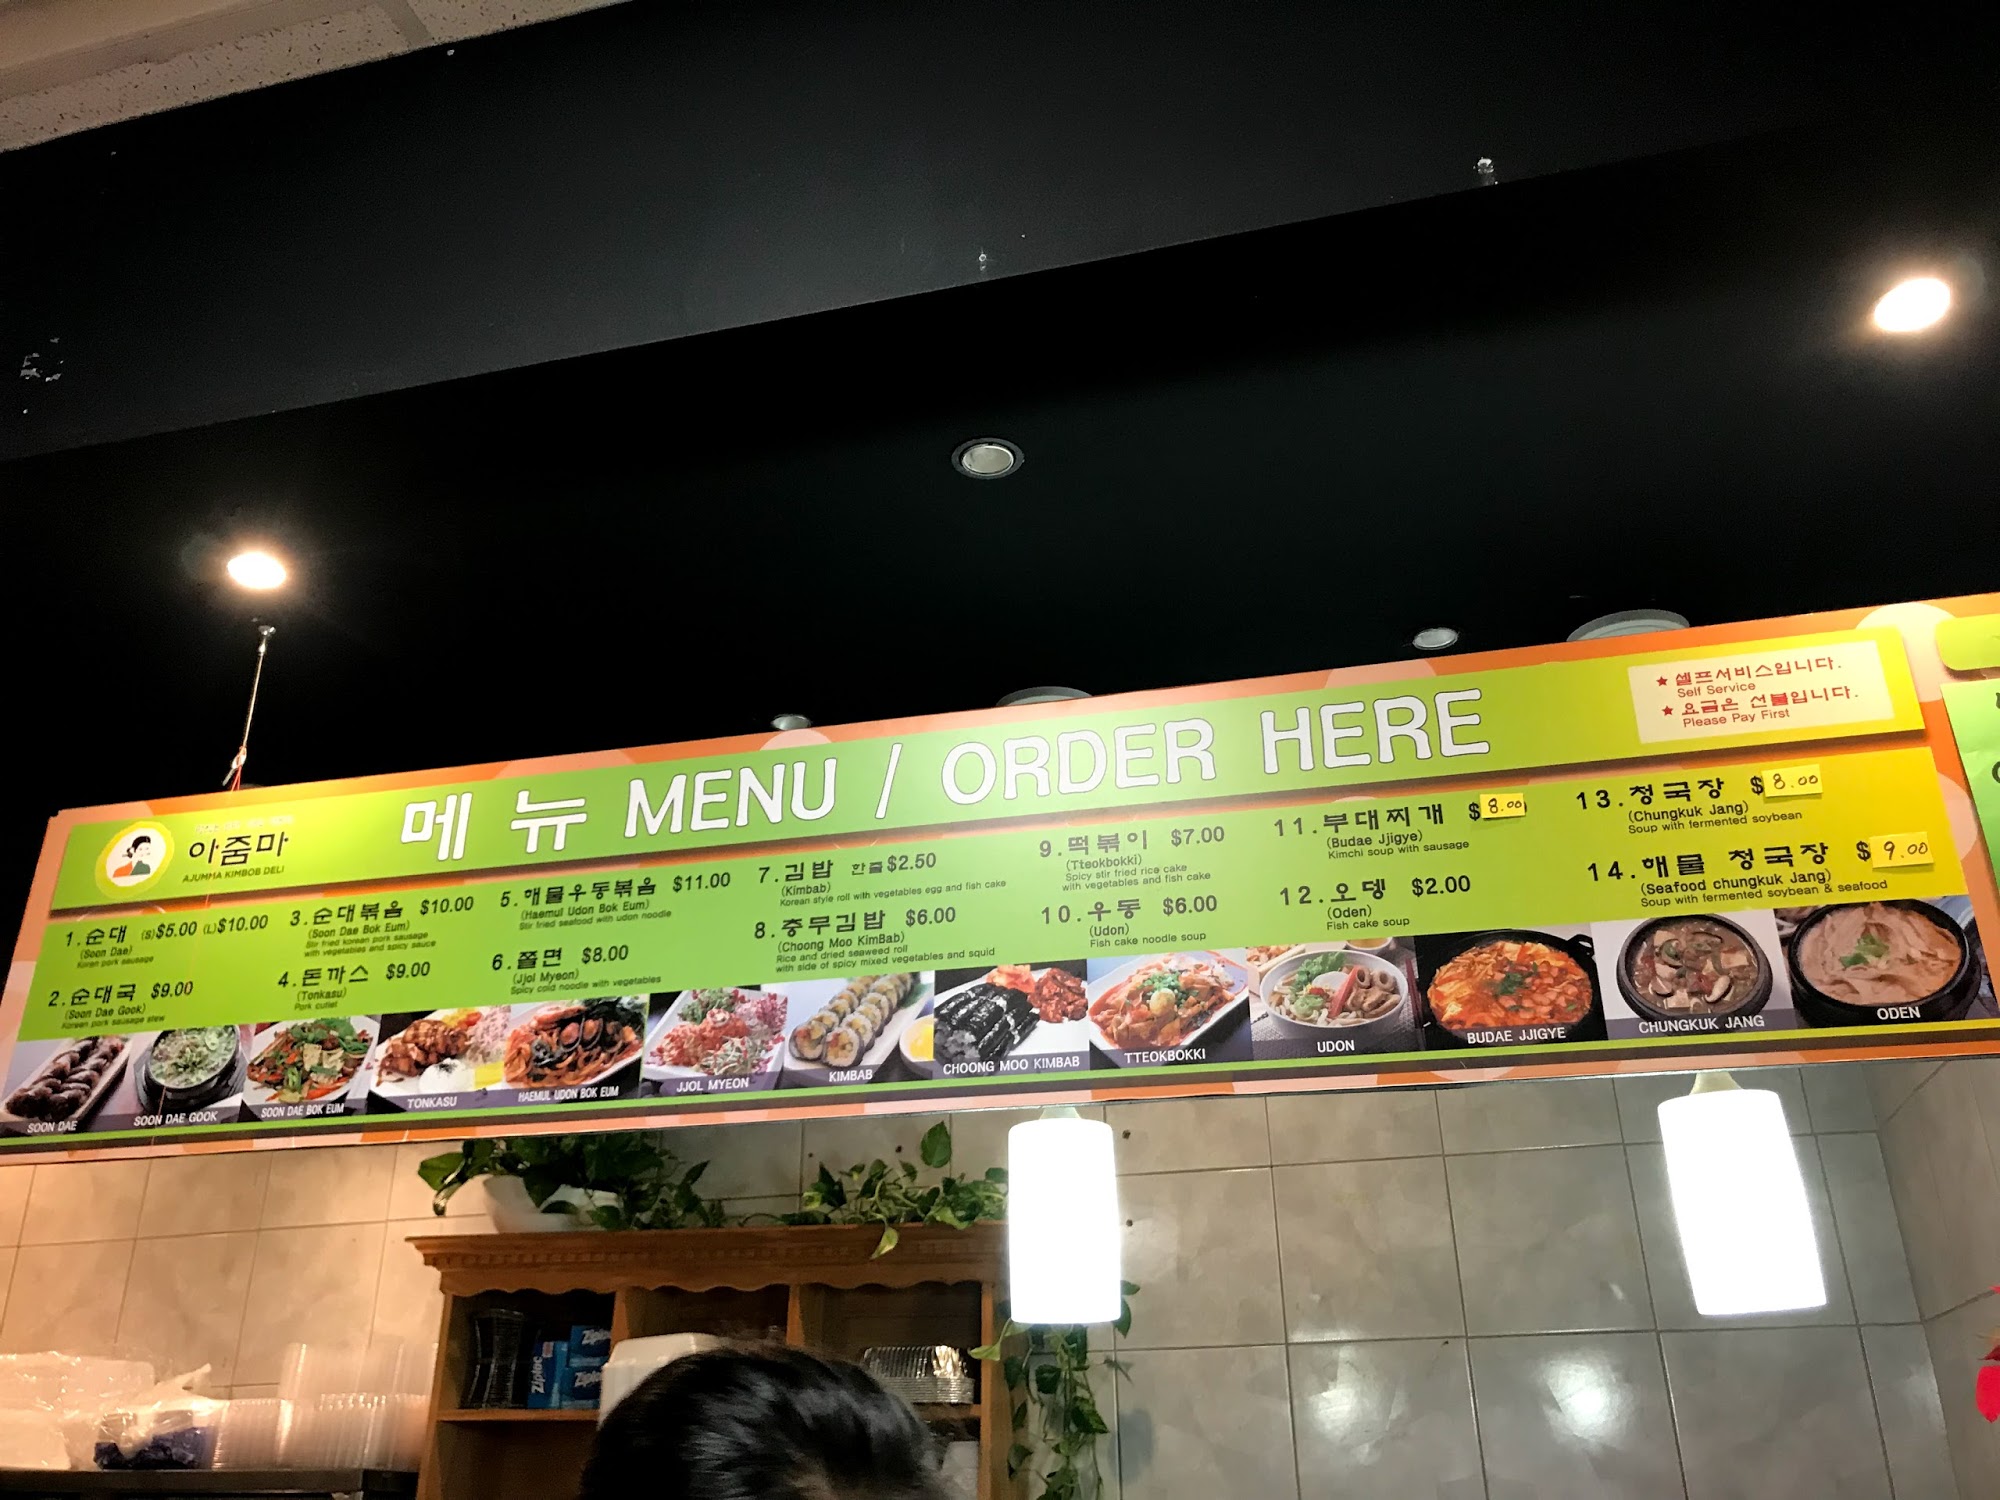 아줌마
AJUMMA KIMBOB DELI
메뉴 MENU / ORDER HERE
★ 셀프서비스입니다.
Self Service
★ 요금은 선불입니다.
Please Pay First
1.순대 (S)$5.00 (L)$10.00
(Soon Dae)
Korean pork sausage
2.순대국 $9.00
(Soon Dae Gook)
Korean pork sausage stew
3.순대볶음 $10.00
(Soon Dae Bok Eum)
Stir fried korean pork sausage
with vegetables and spicy sauce
4.돈까스 $9.00
(Tonkasu)
Pork cutlet
5.해물우동볶음 $11.00
(Haemul Udon Bok Eum)
Stir fried seafood with udon noodle
6.쫄면 $8.00
(Jjol Myeon)
Spicy cold noodle with vegetables
7.김밥 한줄$2.50
(Kimbab)
Korean style roll with vegetables egg and fish cake
8.충무김밥 $6.00
(Choong Moo KimBab)
Rice and dried seaweed roll
with side of spicy mixed vegetables and squid
9.떡볶이 $7.00
(Tteokbokki)
Spicy stir fried rice cake
with vegetables and fish cake
10.우동 $6.00
(Udon)
Fish cake noodle soup
11.부대찌개 $8.00
(Budae Jjigye)
Kimchi soup with sausage
12.오뎅 $2.00
(Oden)
Fish cake soup
13.청국장 $8.00
(Chungkuk Jang)
Soup with fermented soybean
14.해물 청국장 $9.00
(Seafood chungkuk Jang)
Soup with fermented soybean & seafood
SOON DAE
SOON DAE GOOK
SOON DAE BOK EUM
TONKASU
HAEMUL UDON BOK EUM
JJOL MYEON
KIMBAB
CHOONG MOO KIMBAB
TTEOKBOKKI
UDON
BUDAE JJIGYE
CHUNGKUK JANG
ODEN
Ziploc
Ziploc
Ziploc